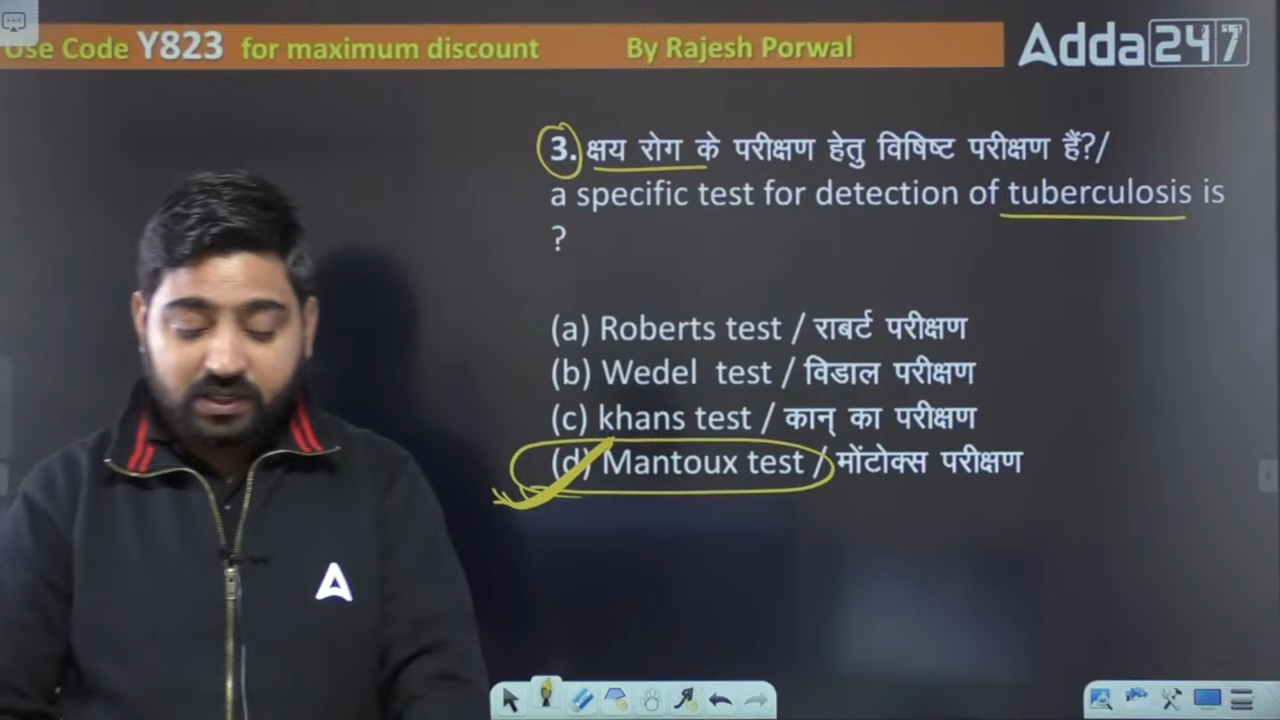 Use Code Y823 for maximum discount By Rajesh Porwal
Adda247
3. क्षय रोग के परीक्षण हेतु विषिष्ट परीक्षण हैं?/
a specific test for detection of tuberculosis is
?
(a) Roberts test / राबर्ट परीक्षण
(b) Wedel test / विडाल परीक्षण
(c) khans test / कान् का परीक्षण
(d) Mantoux test / मोंटोक्स परीक्षण